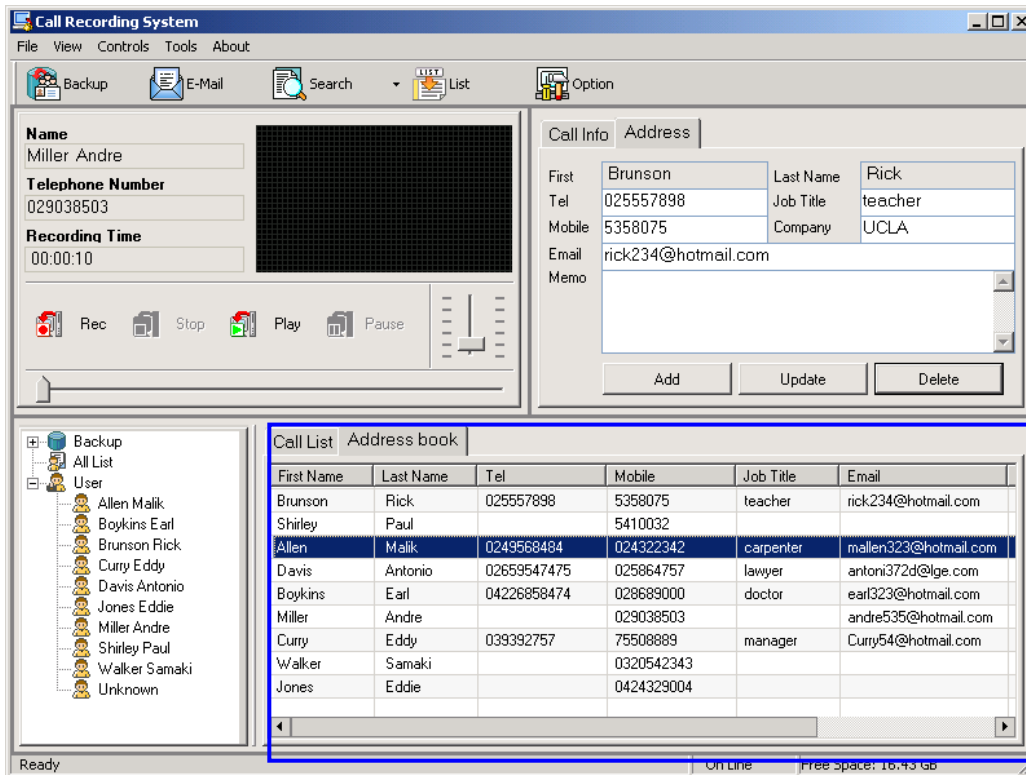 Call Recording System
File View Controls Tools About
Backup E-Mail Search List Option
Name
Miller Andre
Telephone Number
029038503
Recording Time
00:00:10
Rec Stop Play Pause
Call Info Address
First Brunson Last Name Rick
Tel 025557898 Job Title teacher
Mobile 5358075 Company UCLA
Email rick234@hotmail.com
Memo
Add Update Delete
Backup
All List
User
Allen Malik
Boykins Earl
Brunson Rick
Curry Eddy
Davis Antonio
Jones Eddie
Miller Andre
Shirley Paul
Walker Samaki
Unknown
Call List Address book
First Name Last Name Tel Mobile Job Title Email
Brunson Rick 025557898 5358075 teacher rick234@hotmail.com
Shirley Paul 5410032
Allen Malik 0249568484 024322342 carpenter mallen323@hotmail.com
Davis Antonio 02659547475 025864757 lawyer antoni372d@lge.com
Boykins Earl 04226858474 028689000 doctor earl323@hotmail.com
Miller Andre 029038503 andre535@hotmail.com
Curry Eddy 039392757 75508889 manager Curry54@hotmail.com
Walker Samaki 0320542343
Jones Eddie 0424329004
Ready On Line Free Space: 16.43 GB